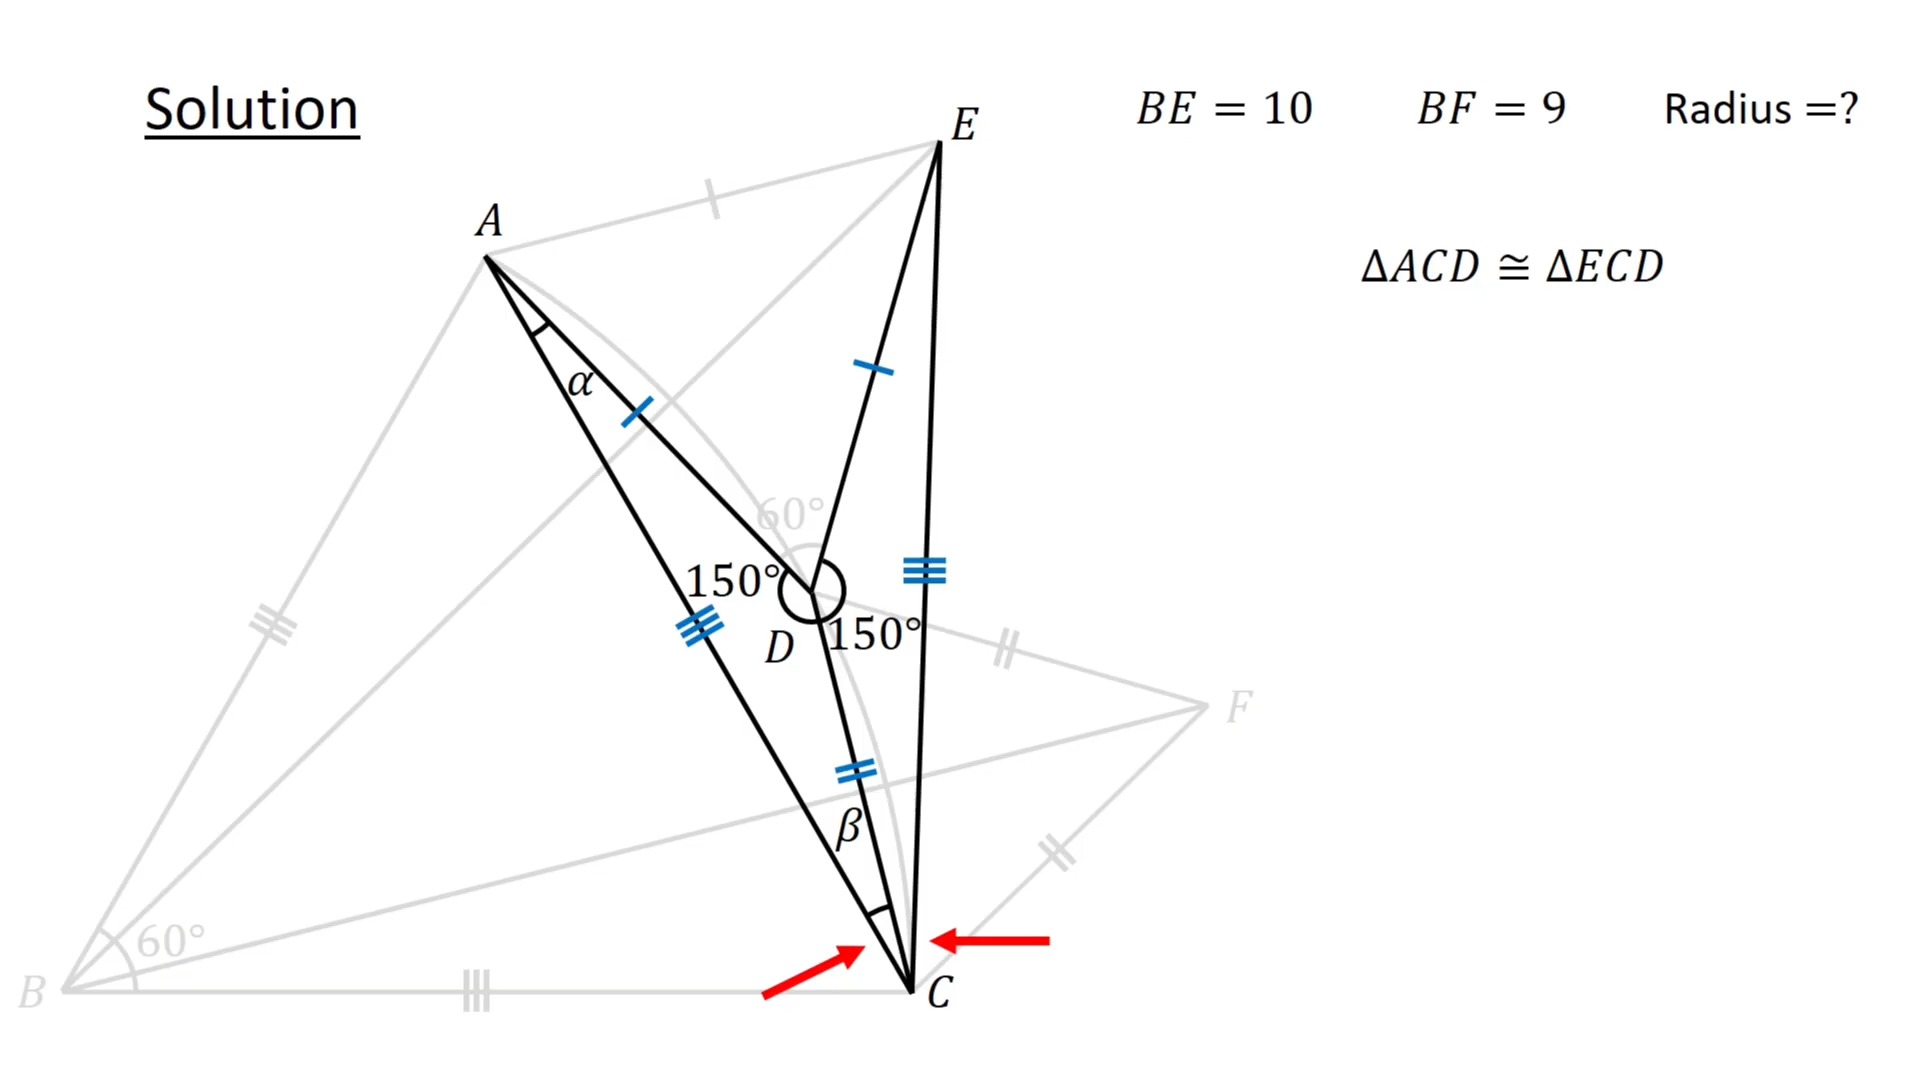 Solution
BE = 10
BF = 9
Radius =?
E
A
ΔACD ≅ ΔECD
α
60°
150°
D
150°
F
β
60°
B
C